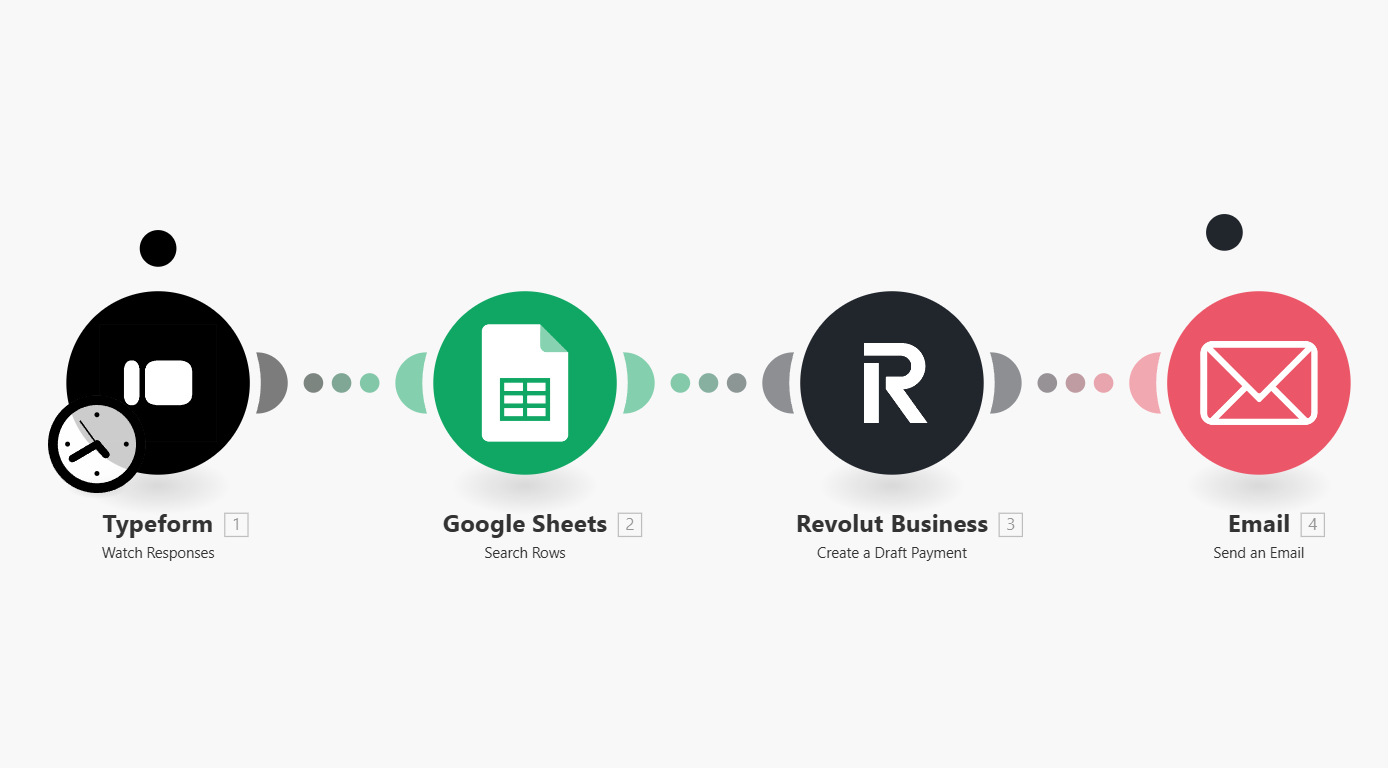 Typeform 1
Watch Responses
Google Sheets 2
Search Rows
Revolut Business 3
Create a Draft Payment
Email 4
Send an Email